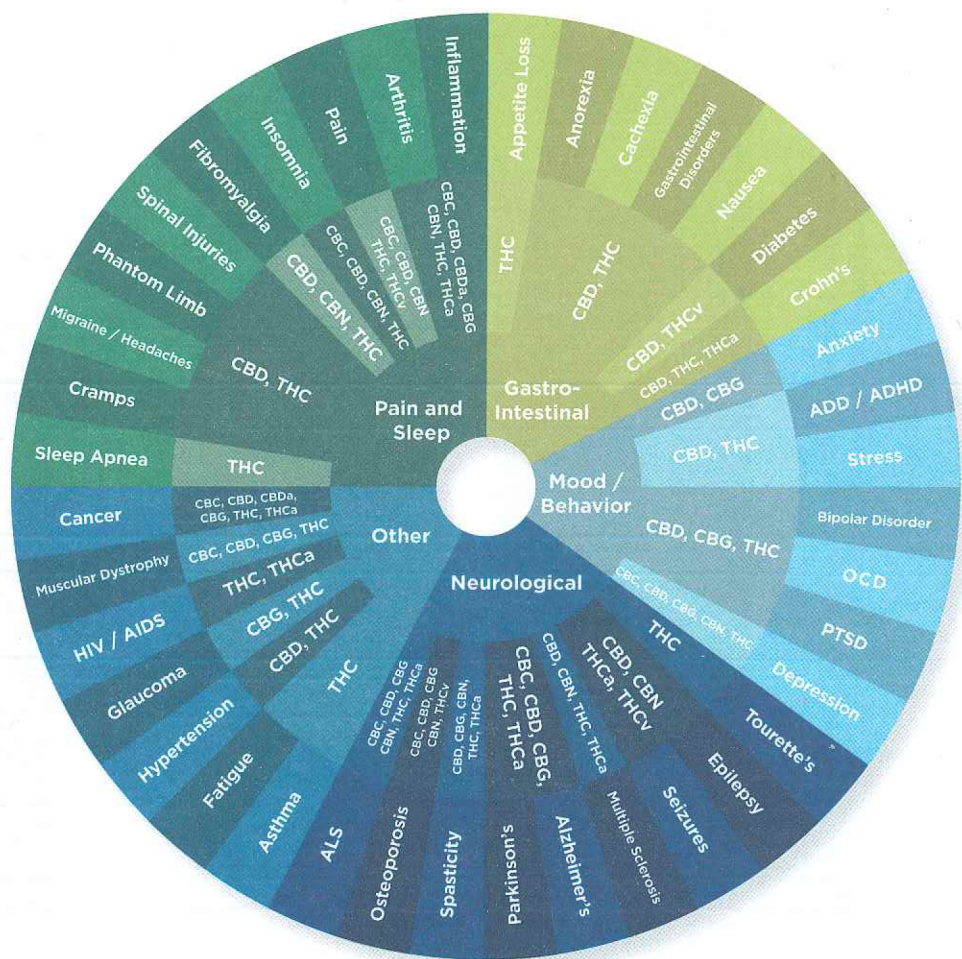 Inflammation
CBC, CBD, CBDa, CBG
CBN, THC, THCa
Arthritis
CBC, CBD, CBN
THC, THCv
Pain
CBC, CBD, CBN, THC
Insomnia
CBD, CBN, THC
Fibromyalgia
Spinal Injuries
Phantom Limb
Migraine / Headaches
Cramps
CBD, THC
Sleep Apnea
THC
Pain and
Sleep
Appetite Loss
THC
Anorexia
Cachexia
Gastrointestinal
Disorders
Nausea
CBD, THC
Diabetes
CBD, THCv
Crohn's
CBD, THC, THCa
Gastro-
Intestinal
Anxiety
CBD, CBG
ADD / ADHD
Stress
CBD, THC
Bipolar Disorder
OCD
PTSD
CBD, CBG, THC
Depression
CBC, CBD, CBG, CBN, THC
Mood /
Behavior
Tourette's
THC
Epilepsy
Seizures
CBD, CBN
THCa, THCv
Multiple Sclerosis
CBD, CBN, THC, THCa
Alzheimer's
Parkinson's
CBC, CBD, CBG,
THC, THCa
Spasticity
CBD, CBG, CBN,
THC, THCa
Osteoporosis
CBC, CBD, CBG
CBN, THCv
ALS
CBC, CBD, CBG
CBN, THC, THCa
Neurological
Asthma
Fatigue
THC
Hypertension
CBD, THC
Glaucoma
CBG, THC
HIV / AIDS
THC, THCa
Muscular Dystrophy
CBC, CBD, CBG, THC
Cancer
CBC, CBD, CBDa,
CBG, THC, THCa
Other